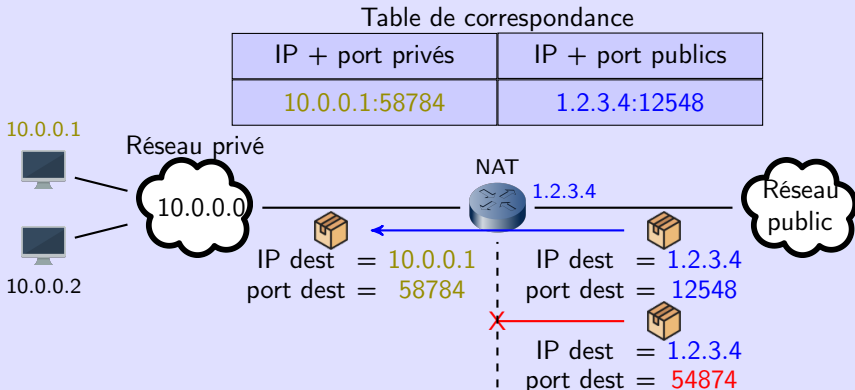 Table de correspondance
IP + port privés IP + port publics
10.0.0.1:58784 1.2.3.4:12548
10.0.0.1
Réseau privé
NAT
10.0.0.0
1.2.3.4
Réseau
public
10.0.0.2
IP dest = 10.0.0.1
port dest = 58784
IP dest = 1.2.3.4
port dest = 12548
X
IP dest = 1.2.3.4
port dest = 54874